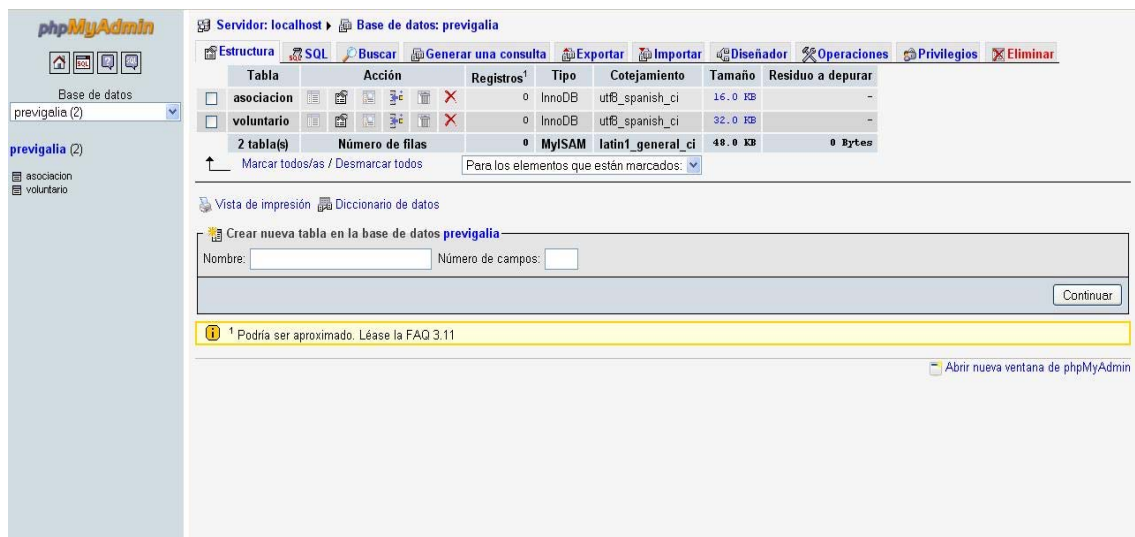 phpMyAdmin
Base de datos
previgalia (2)
previgalia (2)
asociacion
voluntario
Servidor: localhost ▸ Base de datos: previgalia
Estructura SQL Buscar Generar una consulta Exportar Importar Diseñador Operaciones Privilegios Eliminar
Tabla Acción Registros¹ Tipo Cotejamiento Tamaño Residuo a depurar
asociacion 0 InnoDB utf8_spanish_ci 16.0 KB -
voluntario 0 InnoDB utf8_spanish_ci 32.0 KB -
2 tabla(s) Número de filas 0 MyISAM latin1_general_ci 48.0 KB 0 Bytes
Marcar todos/as / Desmarcar todos Para los elementos que están marcados:
Vista de impresión Diccionario de datos
Crear nueva tabla en la base de datos previgalia
Nombre: Número de campos:
Continuar
¹ Podría ser aproximado. Léase la FAQ 3.11
Abrir nueva ventana de phpMyAdmin